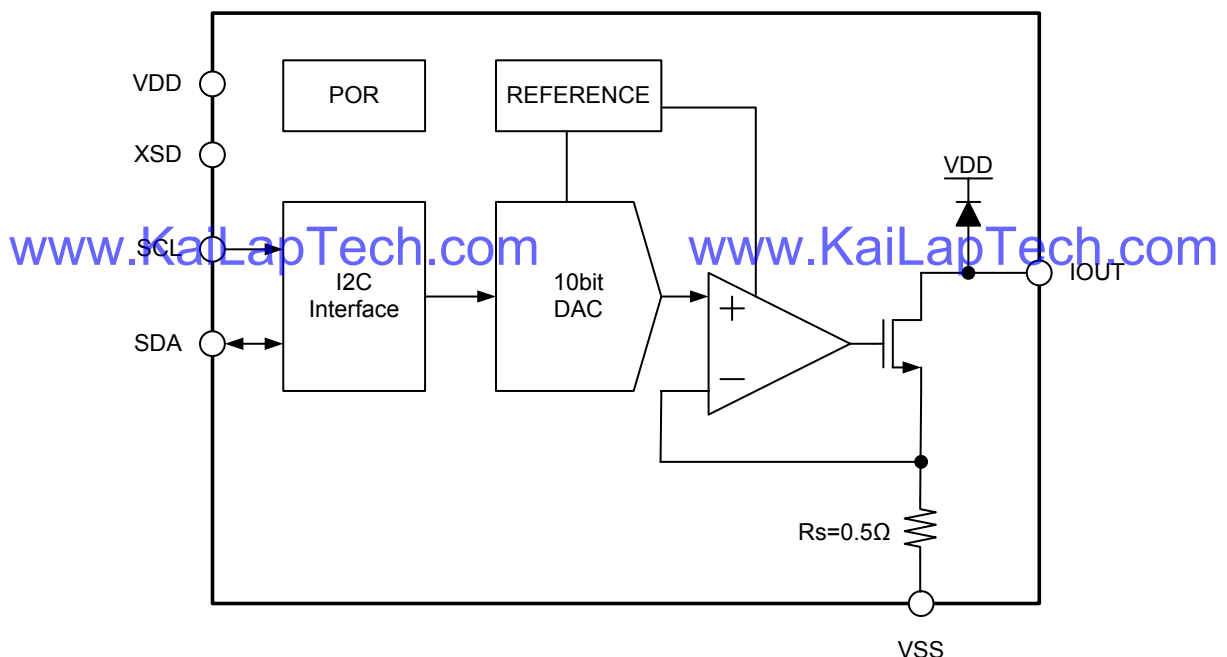 VDD
POR
REFERENCE
XSD
VDD
www.KaiLapTech.com
www.KaiLapTech.com
SCL
IOUT
I2C
Interface
10bit
DAC
+
SDA
−
Rs=0.5Ω
VSS